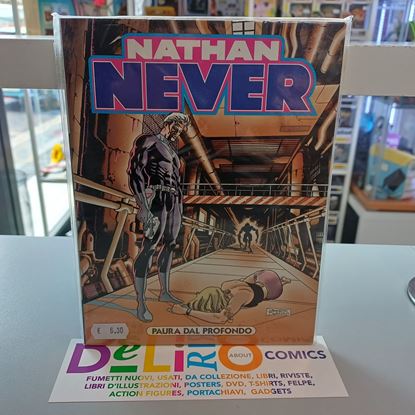 NATHAN
NEVER
€ 5,30
PAURA DAL PROFONDO
DeLiRiO ABOUT COMICS
FUMETTI NUOVI, USATI, DA COLLEZIONE, LIBRI, RIVISTE,
LIBRI D'ILLUSTRAZIONI, POSTERS, DVD, T-SHIRTS, FELPE,
ACTION FIGURES, PORTACHIAVI, GADGETS